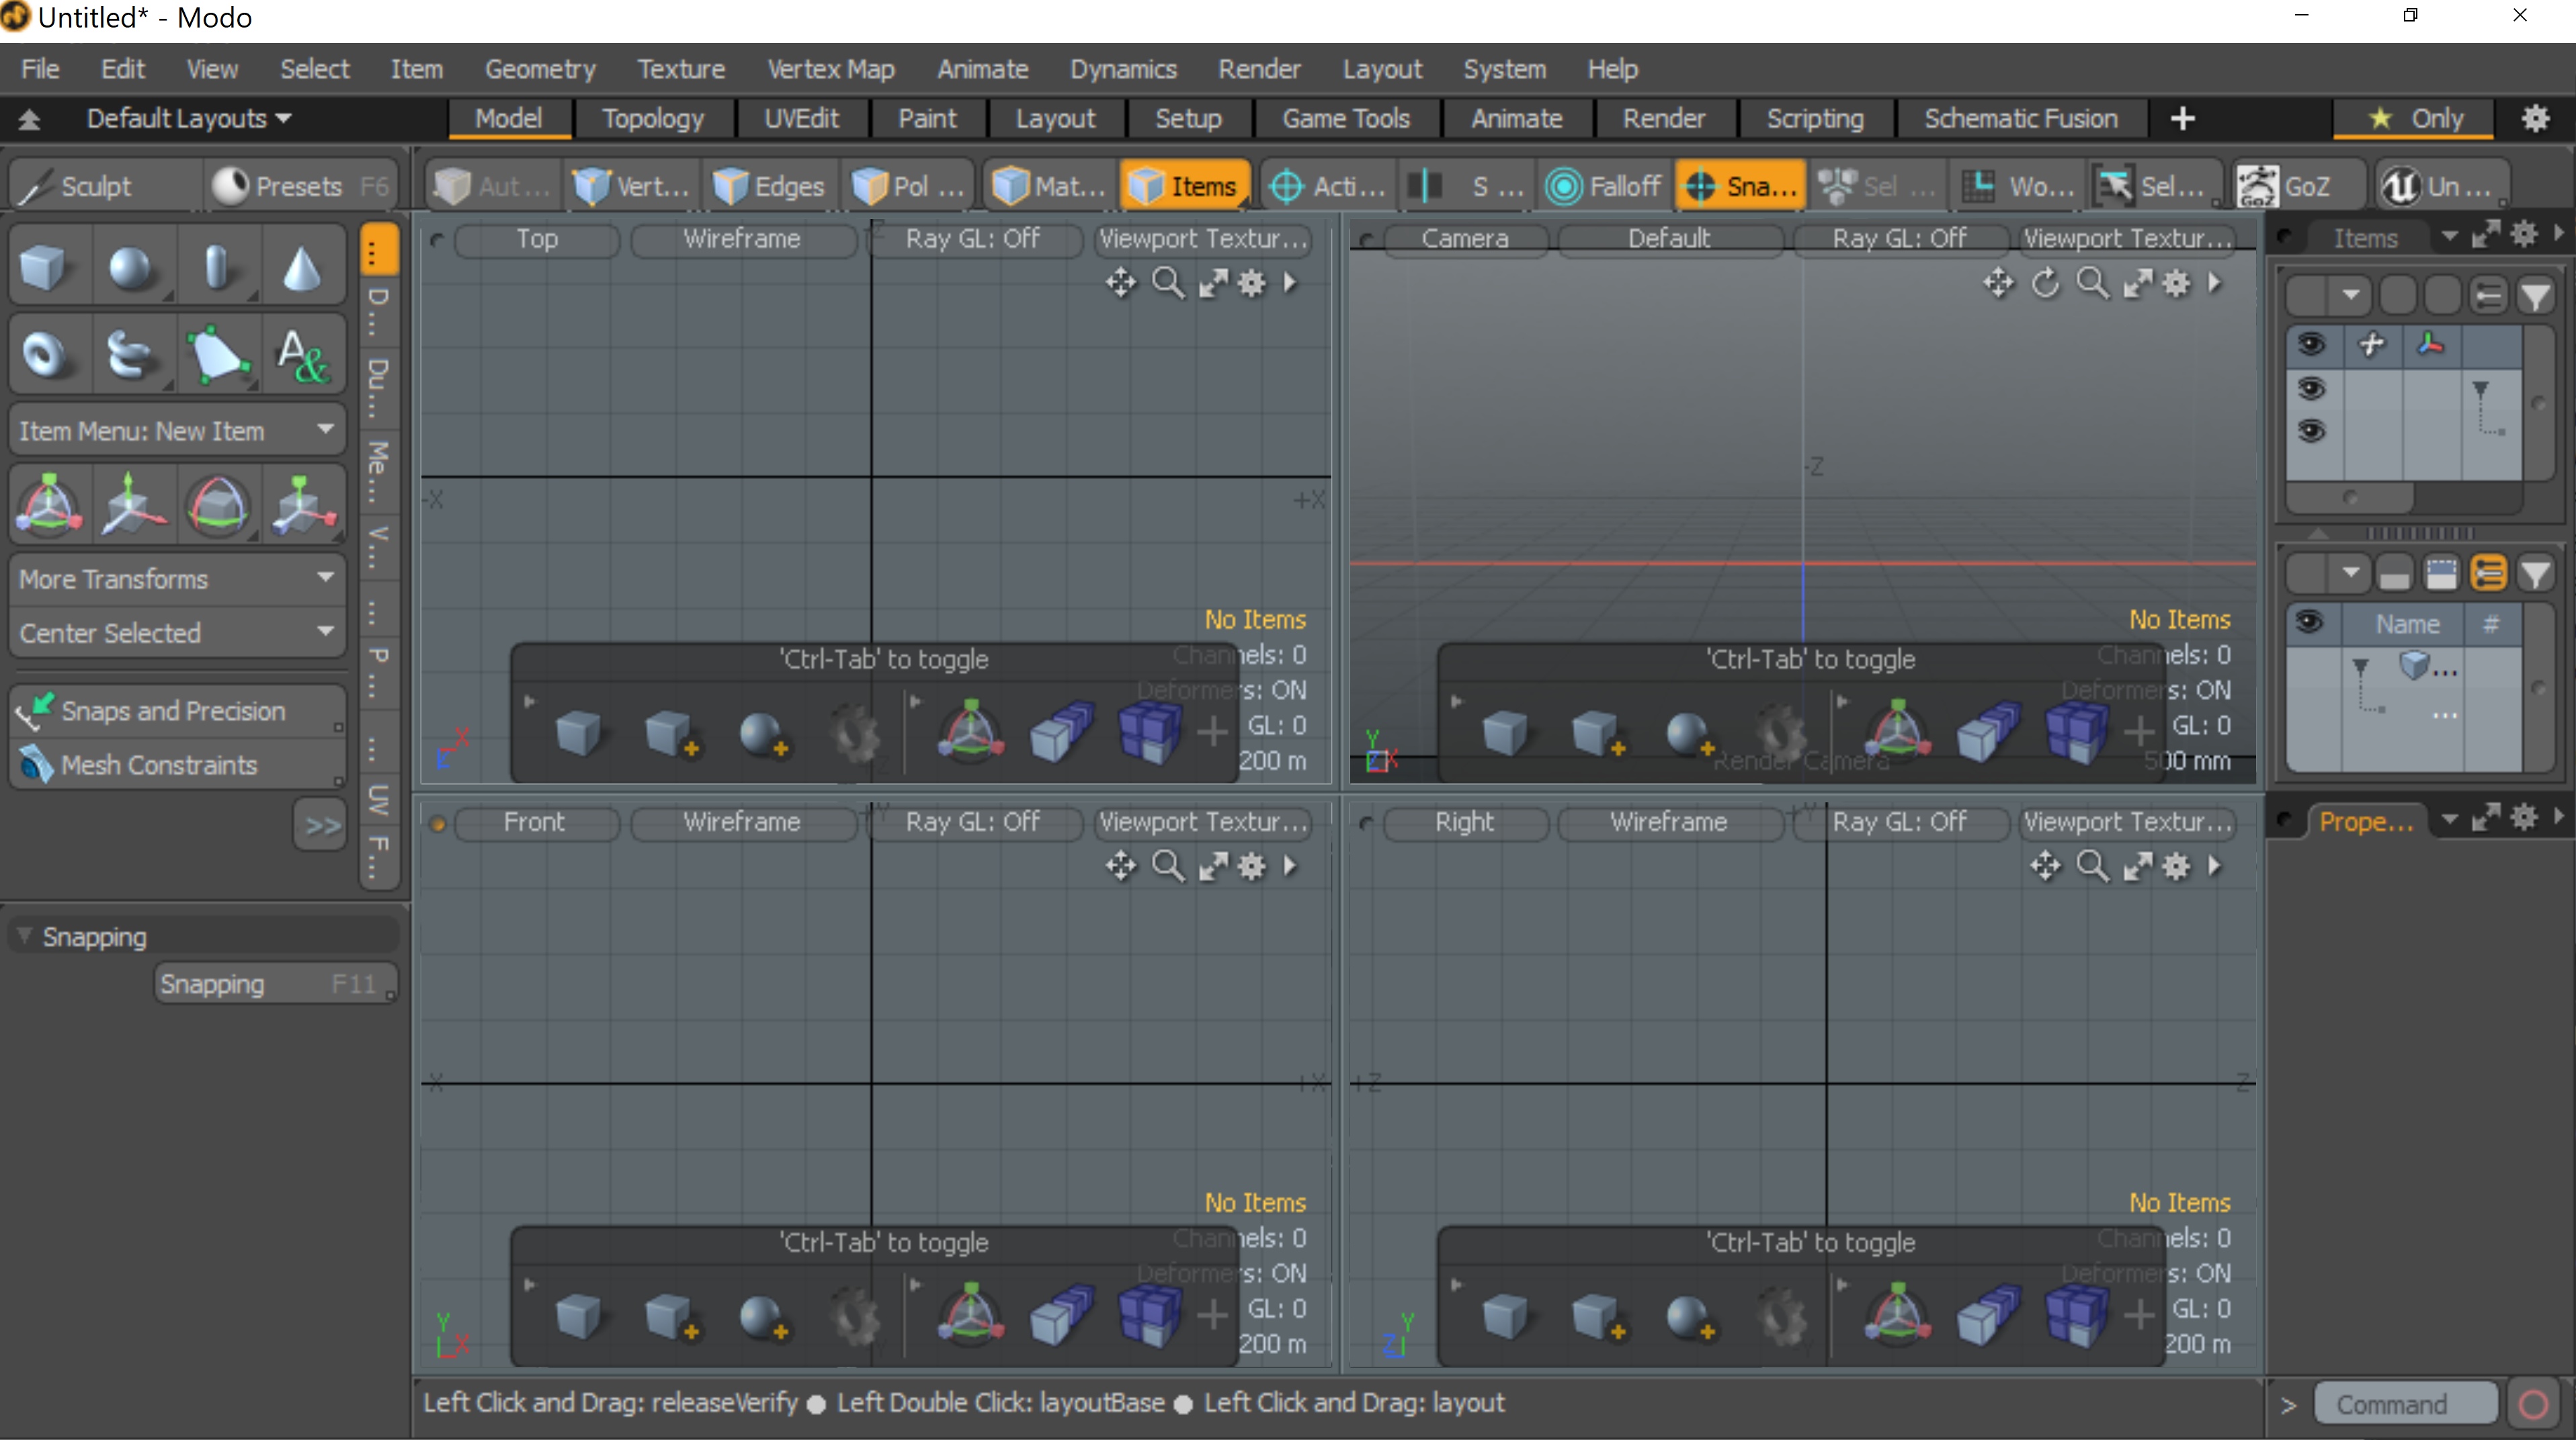 Untitled* - Modo
File Edit View Select Item Geometry Texture Vertex Map Animate Dynamics Render Layout System Help
Default Layouts Model Topology UVEdit Paint Layout Setup Game Tools Animate Render Scripting Schematic Fusion + Only
Sculpt Presets F6 Aut ... Vert... Edges Pol ... Mat... Items Acti... S ... Falloff Sna... Sel ... Wo... Sel... GoZ GoZ Un ...
Top Wireframe Ray GL: Off Viewport Textur...
Camera Default Ray GL: Off Viewport Textur...
Items
D...
Du...
Me...
V...
...
P ...
...
UV
F...
A&
Item Menu: New Item
More Transforms
Center Selected
Snaps and Precision
Mesh Constraints
>>
Snapping
Snapping F11
-X +X
Z
No Items
Channels: 0
Deformers: ON
GL: 0
200 m
'Ctrl-Tab' to toggle
X
Z
-Z
No Items
Channels: 0
Deformers: ON
GL: 0
500 mm
'Ctrl-Tab' to toggle
Render Camera
Y
Z X
Name #
...
...
Front Wireframe Ray GL: Off Viewport Textur...
Right Wireframe Ray GL: Off Viewport Textur...
Prope...
-X +X
+Y
No Items
Channels: 0
Deformers: ON
GL: 0
200 m
'Ctrl-Tab' to toggle
Y
X
+Z Z
+Y
No Items
Channels: 0
Deformers: ON
GL: 0
200 m
'Ctrl-Tab' to toggle
Y
Z
Left Click and Drag: releaseVerify ● Left Double Click: layoutBase ● Left Click and Drag: layout
> Command